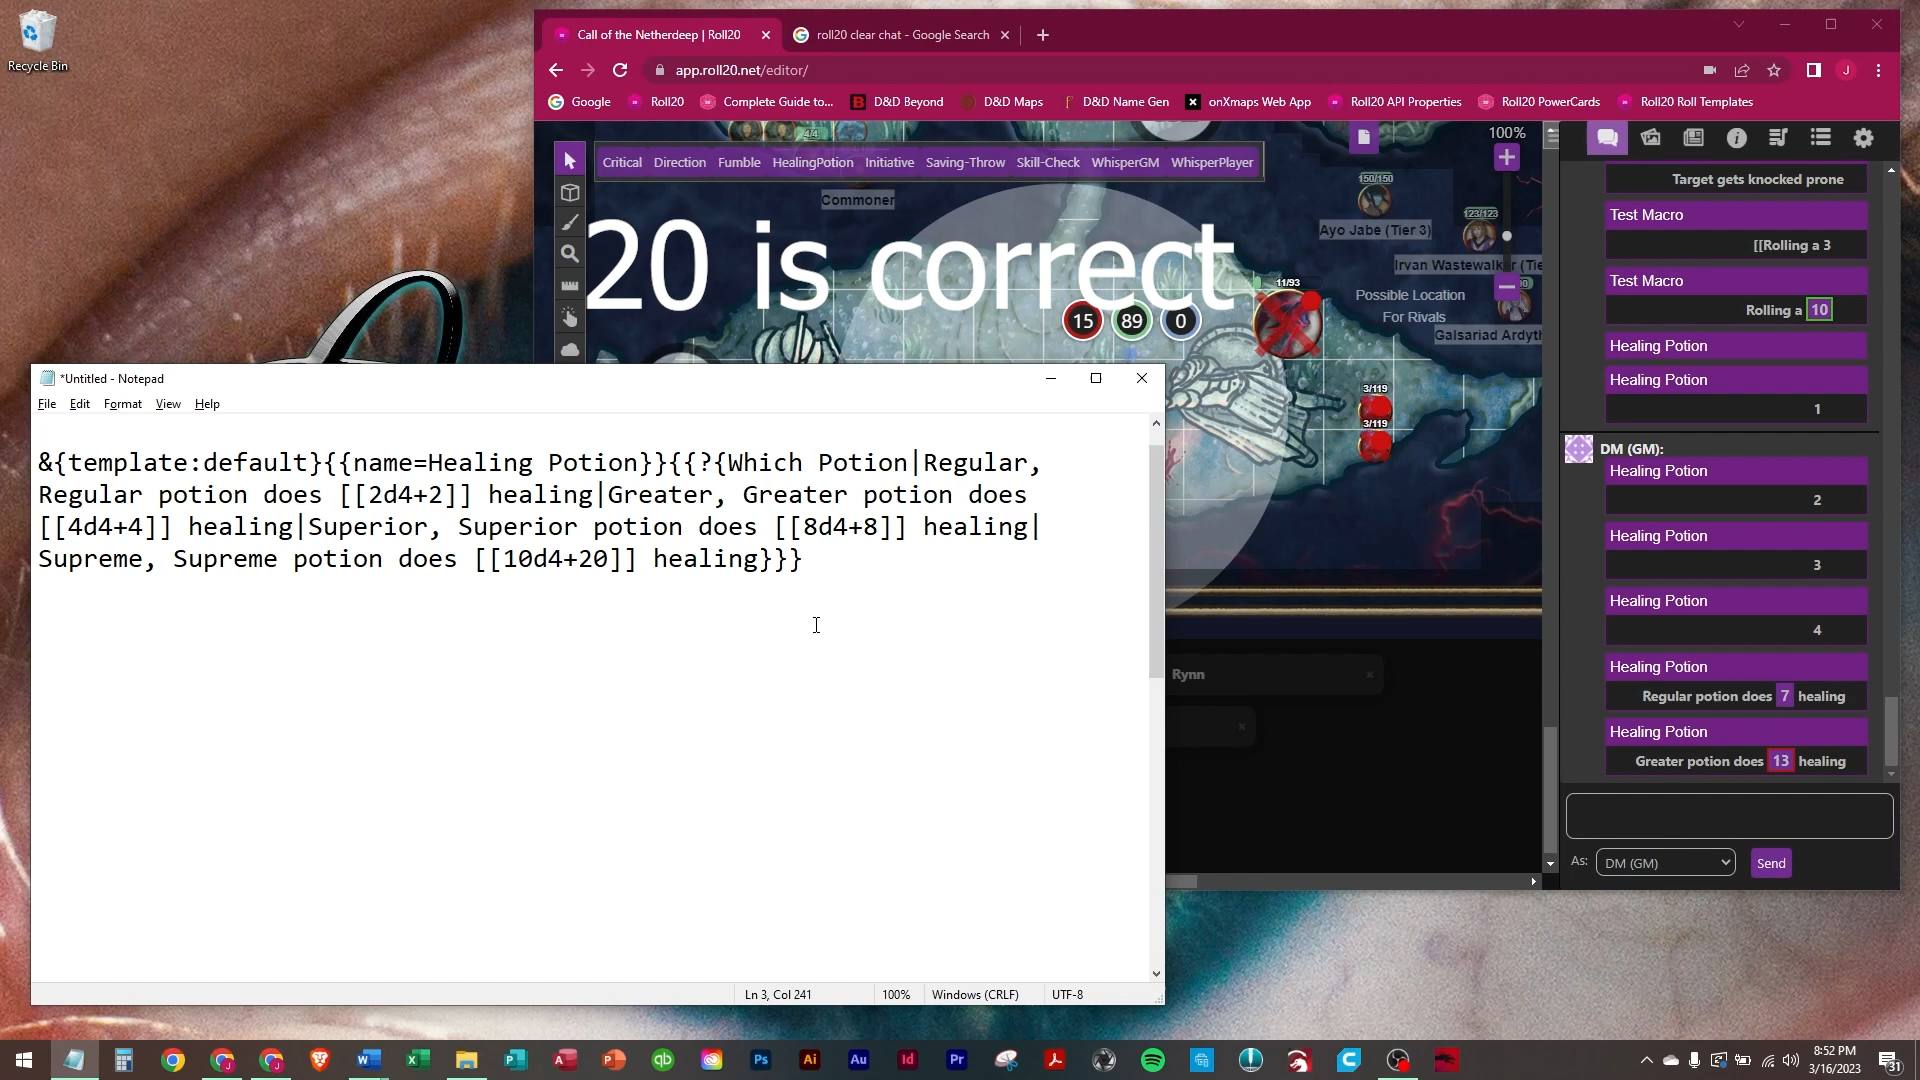 Recycle Bin
Call of the Netherdeep | Roll20
roll20 clear chat - Google Search
app.roll20.net/editor/
J
Google
Roll20
Complete Guide to...
D&D Beyond
D&D Maps
D&D Name Gen
onXmaps Web App
Roll20 API Properties
Roll20 PowerCards
Roll20 Roll Templates
4/4
100%
Critical Direction Fumble HealingPotion Initiative Saving-Throw Skill-Check WhisperGM WhisperPlayer
Commoner
150/150
Ayo Jabe (Tier 3)
123/123
Irvan Wastewalker (Tie
20 is correct
11/93
Possible Location
For Rivals
Galsariad Ardyth
15 89 0
3/119
3/119
Rynn
Target gets knocked prone
Test Macro
[[Rolling a 3
Test Macro
Rolling a 10
Healing Potion
Healing Potion
1
DM (GM):
Healing Potion
2
Healing Potion
3
Healing Potion
4
Healing Potion
Regular potion does 7 healing
Healing Potion
Greater potion does 13 healing
As: DM (GM) Send
*Untitled - Notepad
File Edit Format View Help
&{template:default}{{name=Healing Potion}}{{?{Which Potion|Regular,
Regular potion does [[2d4+2]] healing|Greater, Greater potion does
[[4d4+4]] healing|Superior, Superior potion does [[8d4+8]] healing|
Supreme, Supreme potion does [[10d4+20]] healing}}}
Ln 3, Col 241 100% Windows (CRLF) UTF-8
8:52 PM
3/16/2023
31